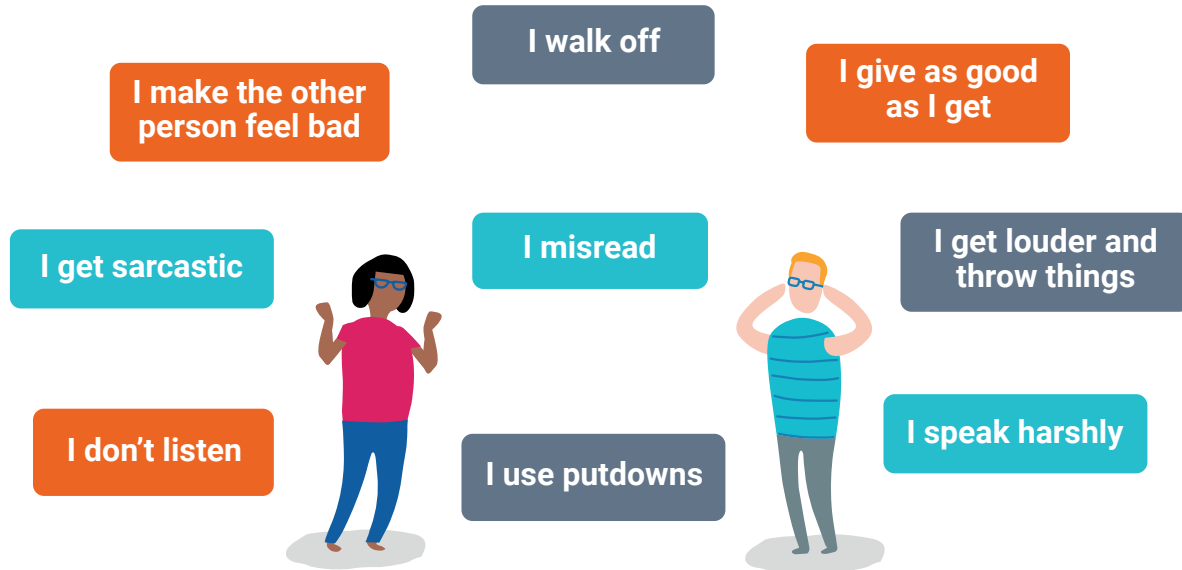 I walk off
I make the other
person feel bad
I give as good
as I get
I get sarcastic
I misread
I get louder and
throw things
I don’t listen
I use putdowns
I speak harshly